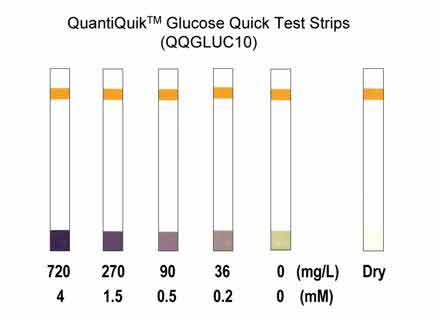 QuantiQuik™ Glucose Quick Test Strips
(QQGLUC10)
720 270 90 36 0 (mg/L) Dry
4 1.5 0.5 0.2 0 (mM)